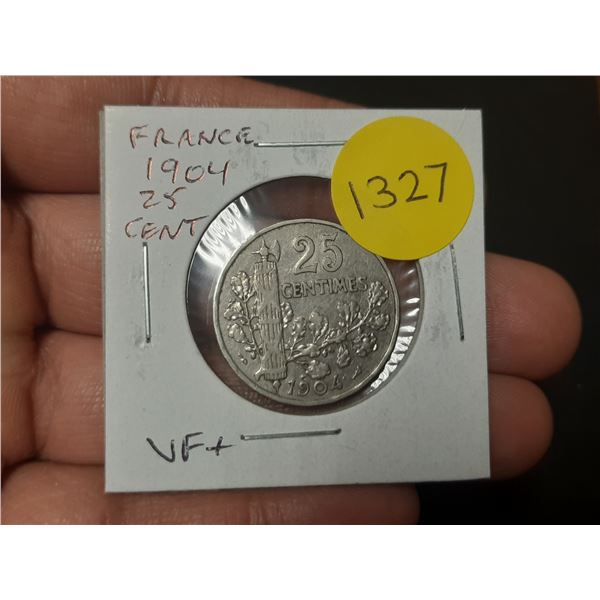 FRANCE
1904
25
CENT
1327
25
CENTIMES
1904
VF+